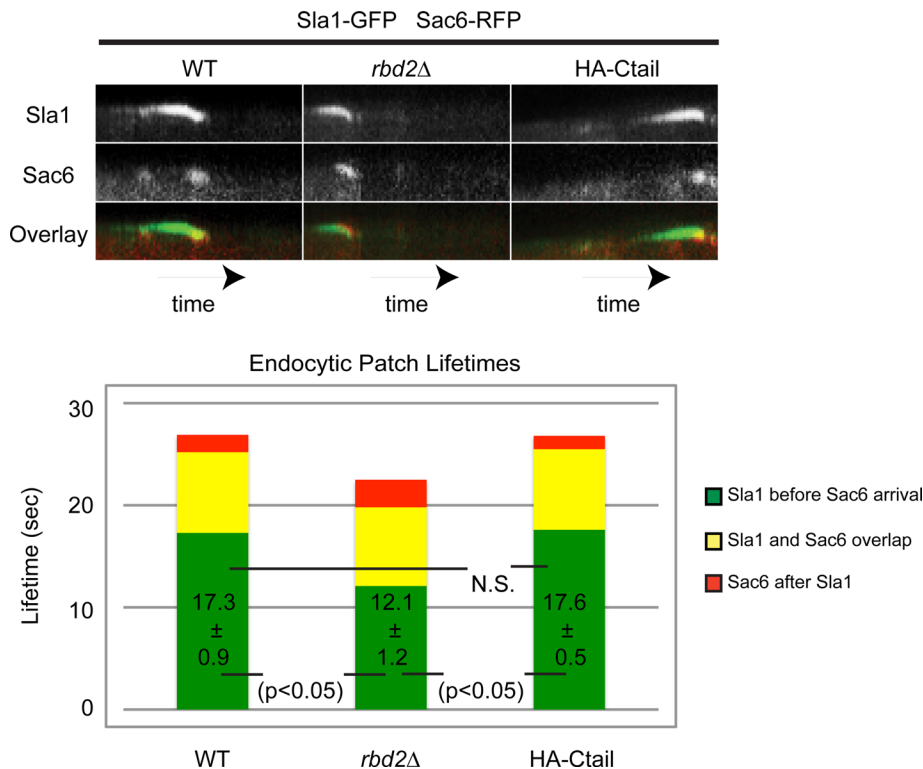 Sla1-GFP Sac6-RFP
WT rbd2Δ HA-Ctail
Sla1
Sac6
Overlay
time time time
Endocytic Patch Lifetimes
Lifetime (sec)
30
20
10
0
17.3 ± 0.9
12.1 ± 1.2
17.6 ± 0.5
N.S.
(p<0.05) (p<0.05)
WT rbd2Δ HA-Ctail
Sla1 before Sac6 arrival
Sla1 and Sac6 overlap
Sac6 after Sla1